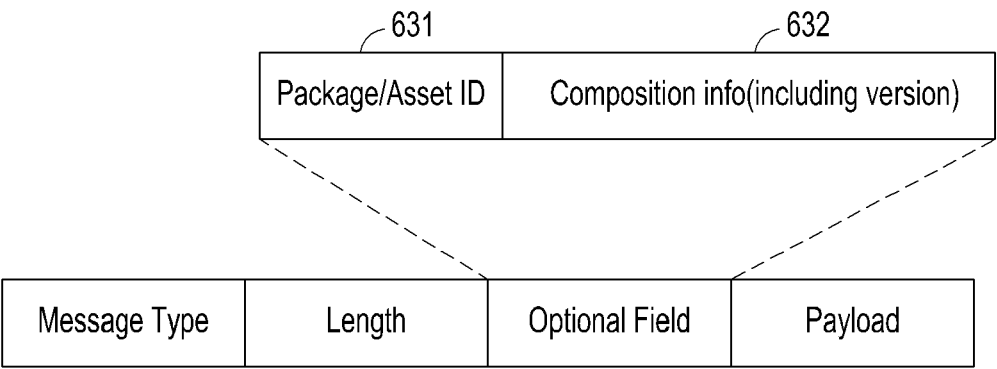 631
632
Package/Asset ID
Composition info(including version)
Message Type
Length
Optional Field
Payload